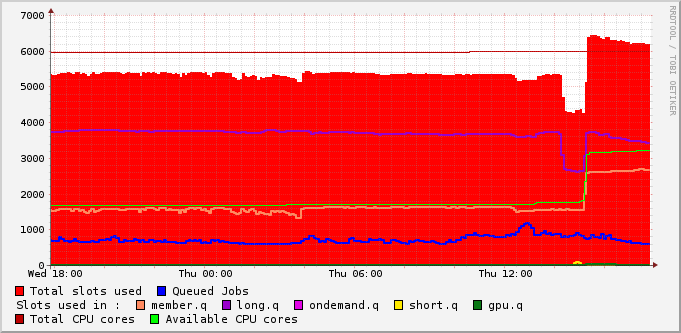 7000
6000
5000
4000
3000
2000
1000
0
Wed 18:00 Thu 00:00 Thu 06:00 Thu 12:00
Total slots used Queued Jobs
Slots used in : member.q long.q ondemand.q short.q gpu.q
Total CPU cores Available CPU cores
RRDTOOL / TOBI OETIKER